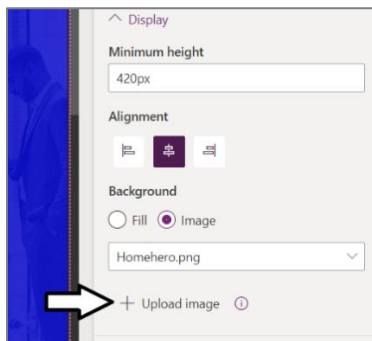 Display
Minimum height
420px
Alignment
Background
Fill Image
Homehero.png
Upload image